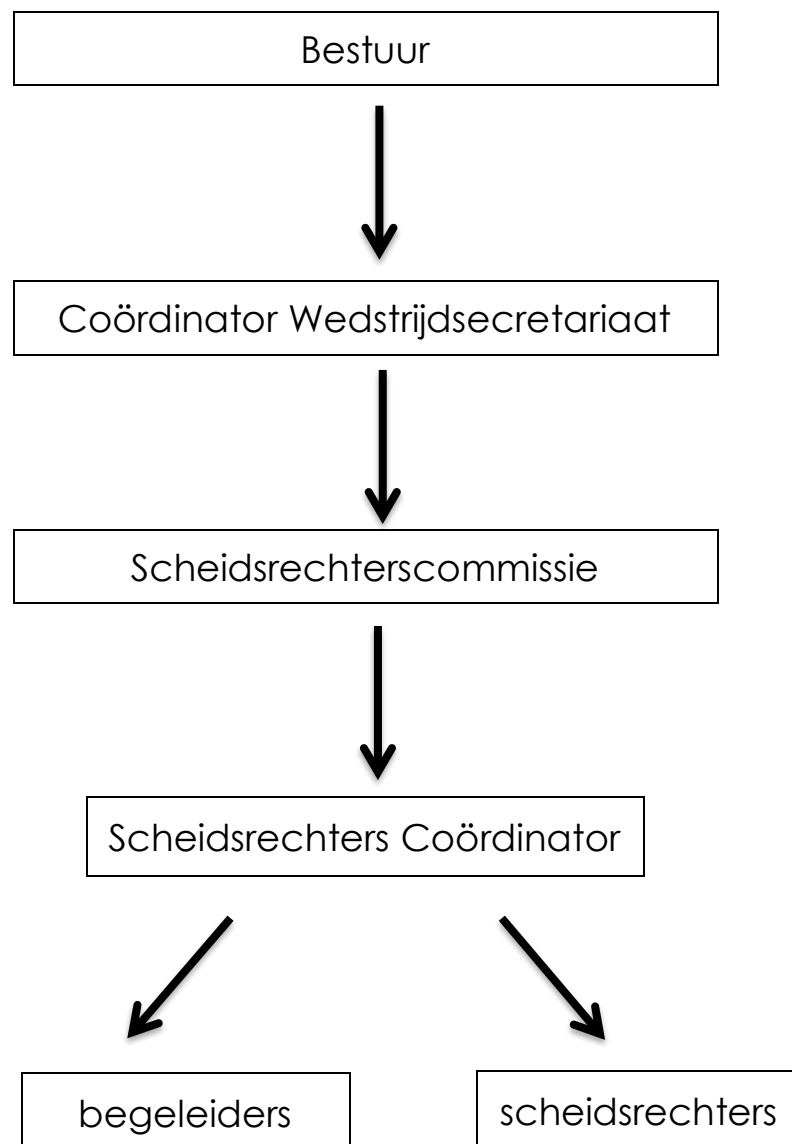 Bestuur
Coördinator Wedstrijdsecretariaat
Scheidsrechterscommissie
Scheidsrechters Coördinator
begeleiders
scheidsrechters